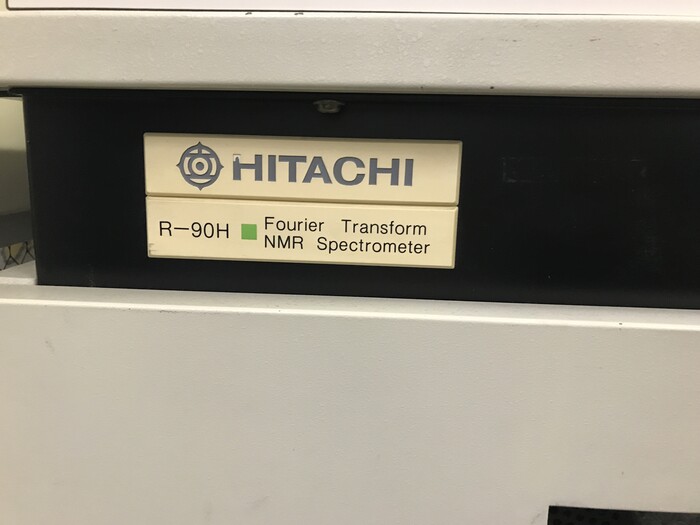 HITACHI
R-90H Fourier Transform
NMR Spectrometer